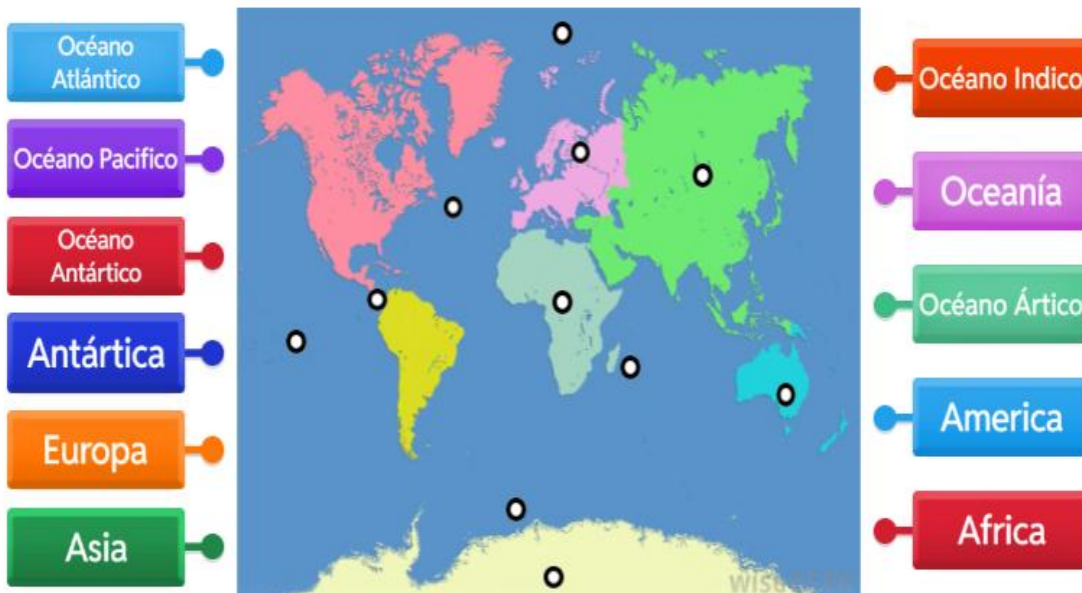 Océano
Atlántico
Océano Pacifico
Océano
Antártico
Antártica
Europa
Asia
Océano Indico
Oceanía
Océano Ártico
America
Africa